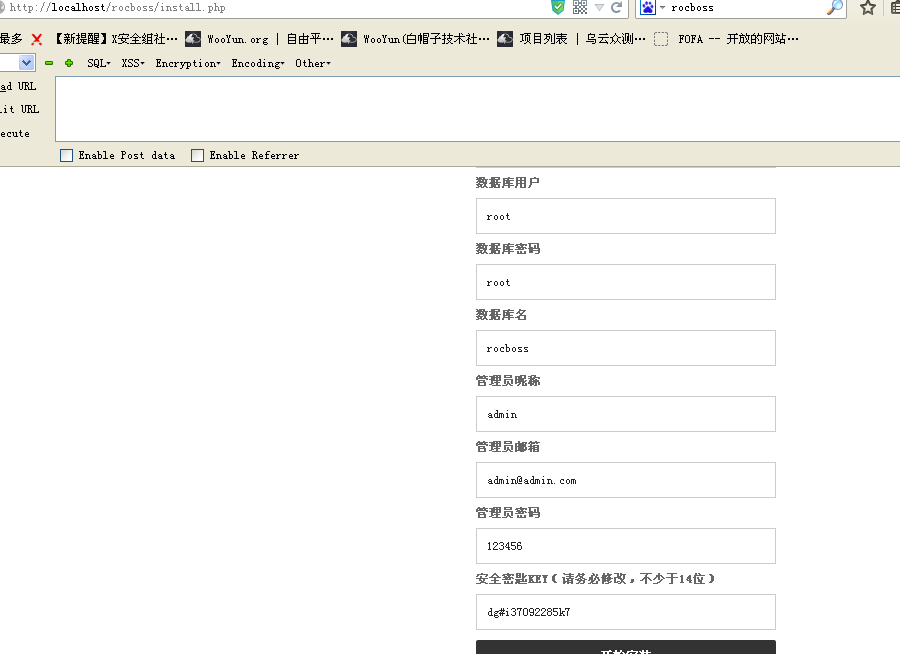 http://localhost/rocboss/install.php
rocboss
最多 【新提醒】X安全组社… WooYun.org | 自由平… WooYun(白帽子技术社… 项目列表 | 乌云众测… FOFA -- 开放的网站…
SQL XSS Encryption Encoding Other
ad URL
it URL
ecute
Enable Post data Enable Referrer
数据库用户
root
数据库密码
root
数据库名
rocboss
管理员昵称
admin
管理员邮箱
admin@admin.com
管理员密码
123456
安全密匙KEY（请务必修改，不少于14位）
dg#i37092285k7
开始安装